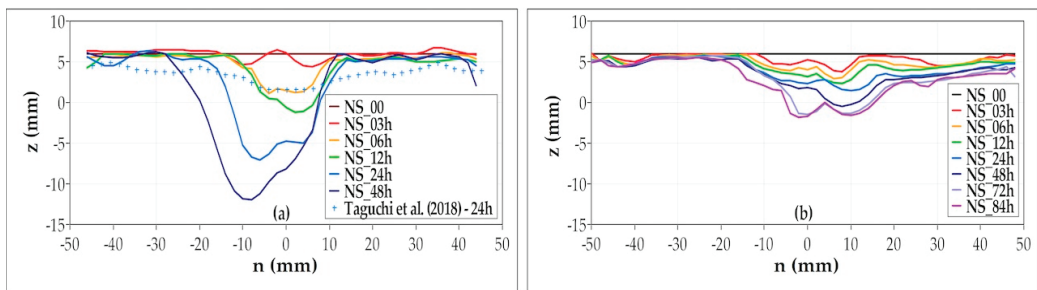 10
5
0
-5
-10
-15
z (mm)
NS_00
NS_03h
NS_06h
NS_12h
NS_24h
NS_48h
Taguchi et al. (2018) - 24h
(a)
-50 -40 -30 -20 -10 0 10 20 30 40 50
n (mm)
10
5
0
-5
-10
-15
z (mm)
NS_00
NS_03h
NS_06h
NS_12h
NS_24h
NS_48h
NS_72h
NS_84h
(b)
-50 -40 -30 -20 -10 0 10 20 30 40 50
n (mm)